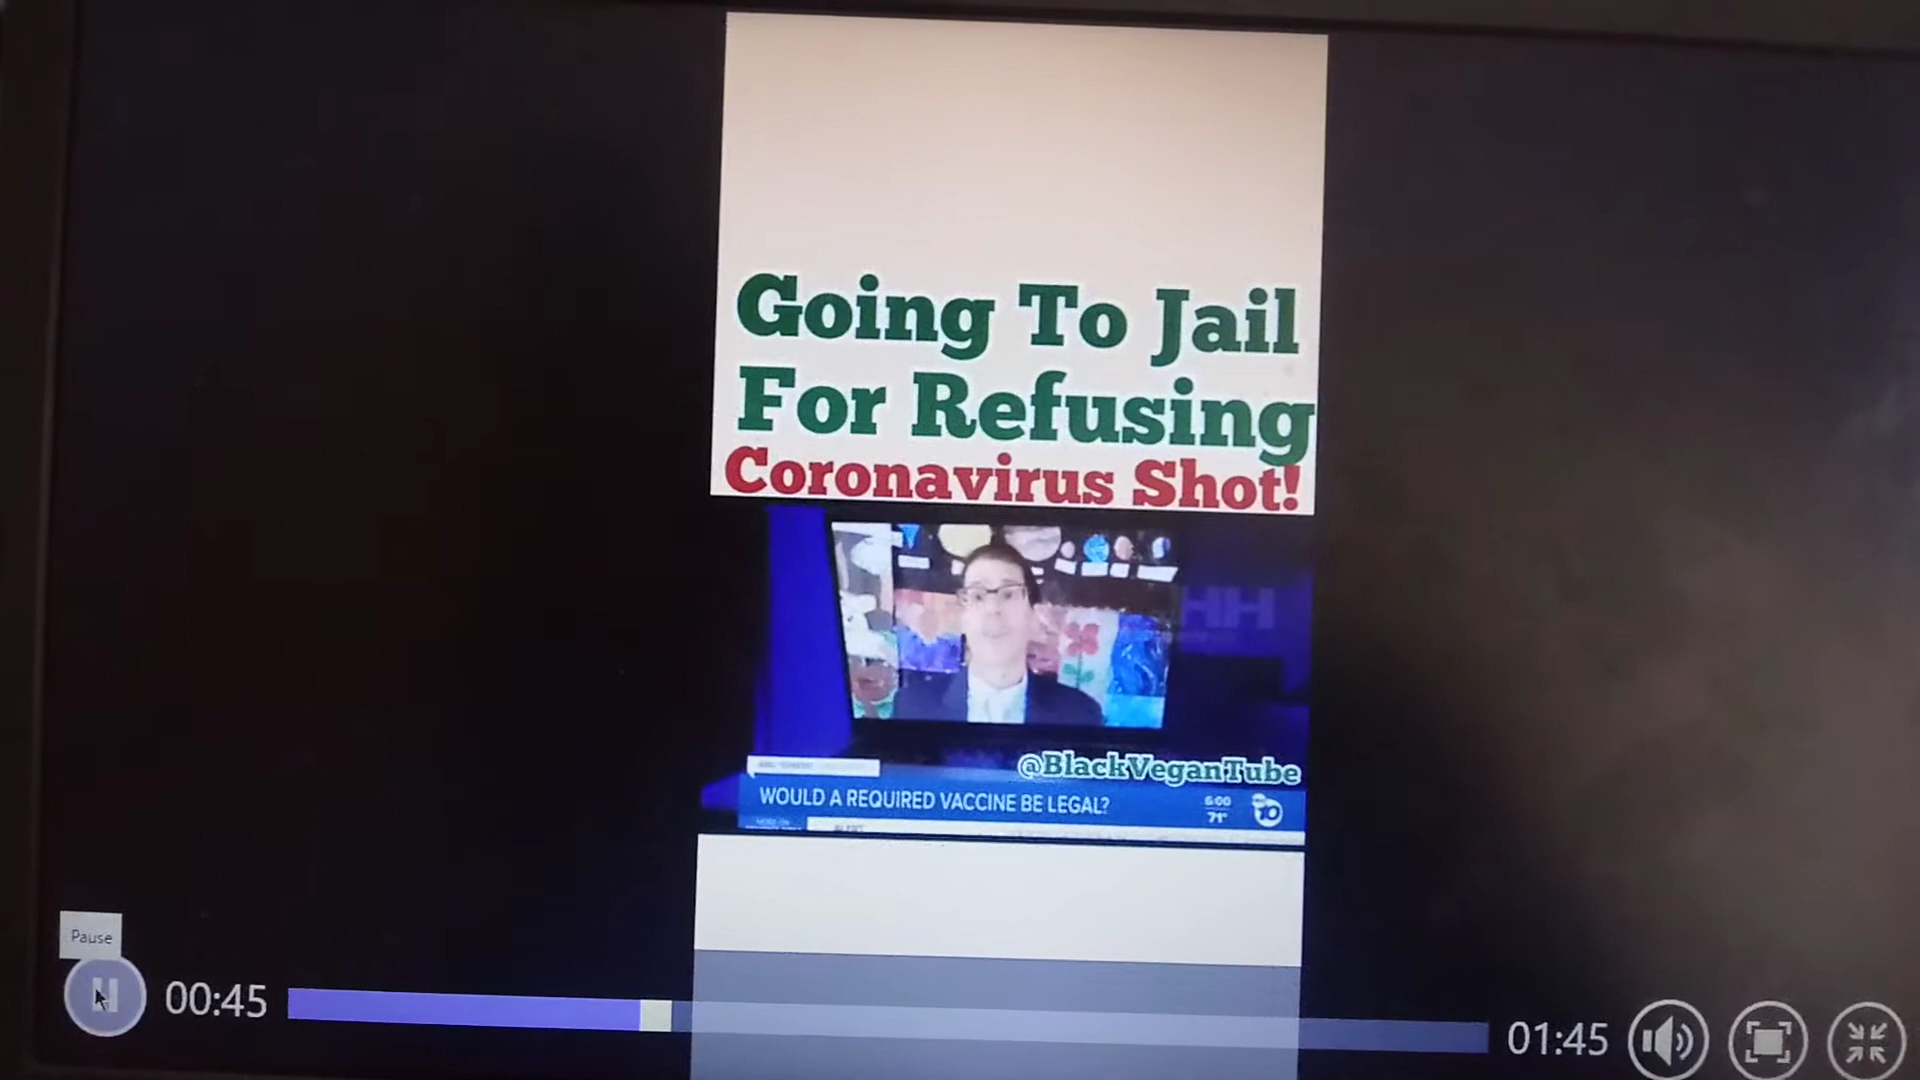 Going To Jail
For Refusing
Coronavirus Shot!
@BlackVeganTube
WOULD A REQUIRED VACCINE BE LEGAL?
6:00
71°
10
Pause
00:45
01:45